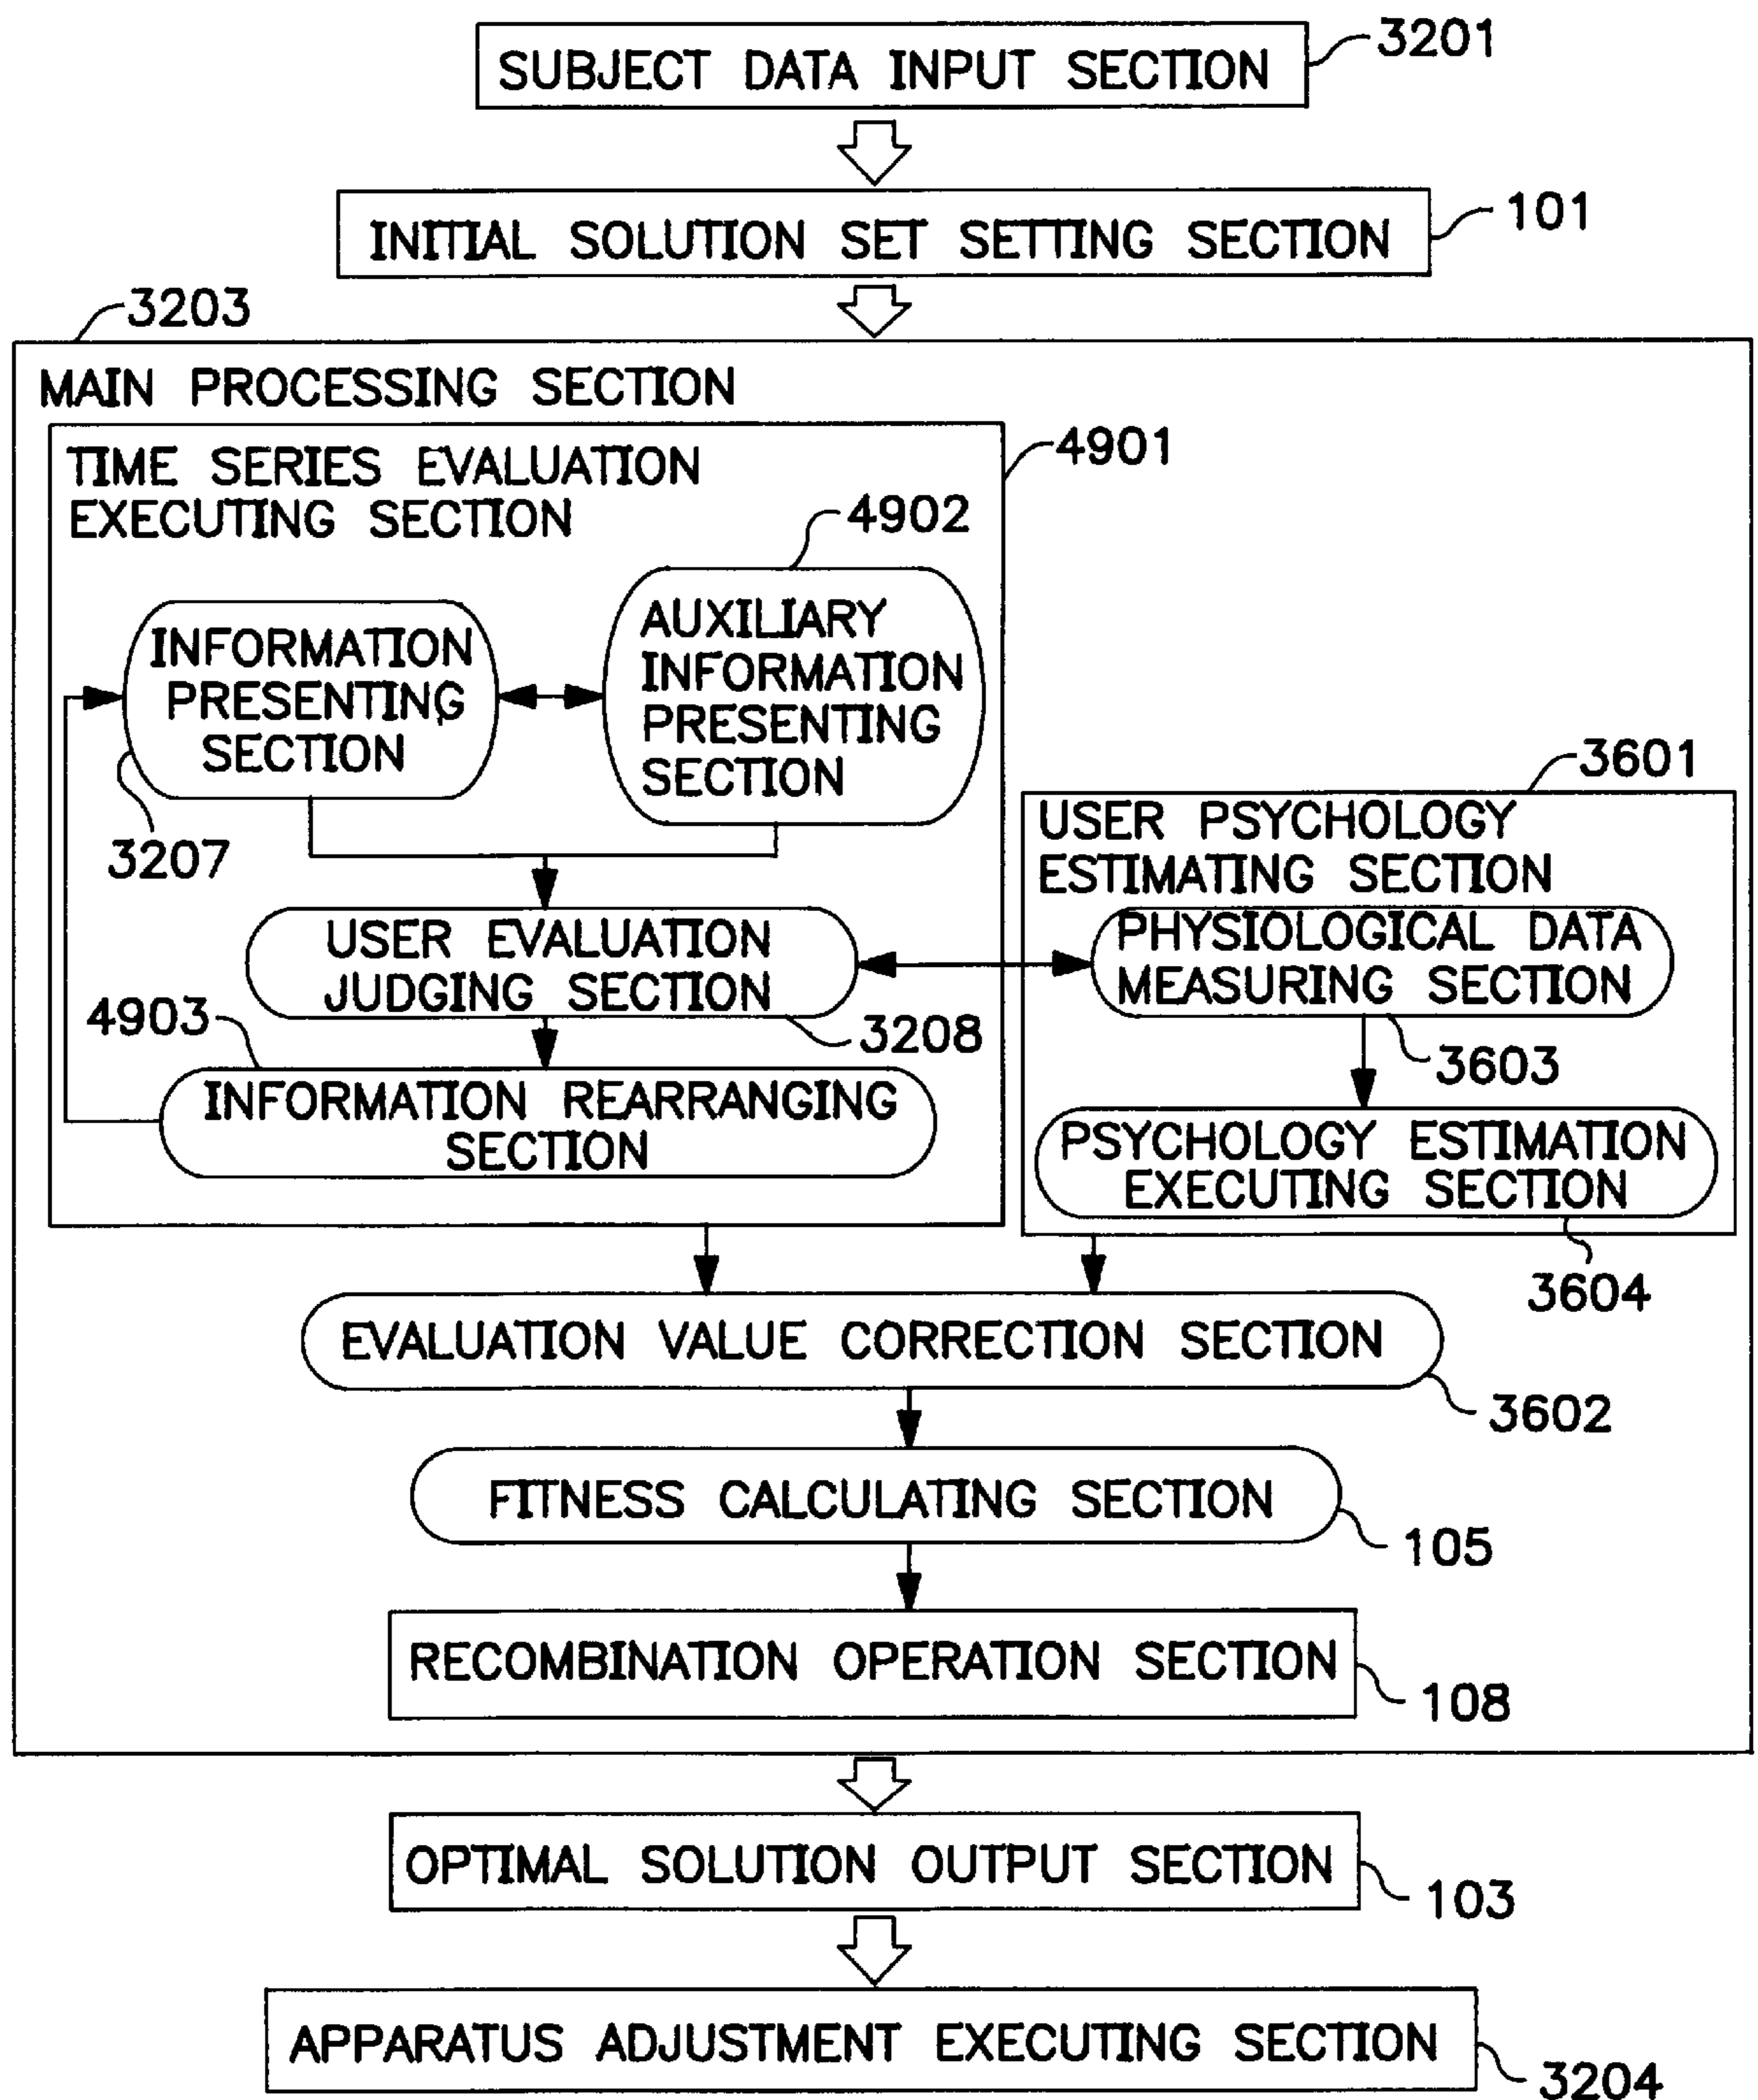 SUBJECT DATA INPUT SECTION
3201
INITIAL SOLUTION SET SETTING SECTION
101
3203
MAIN PROCESSING SECTION
TIME SERIES EVALUATION
EXECUTING SECTION
4901
4902
INFORMATION
PRESENTING
SECTION
3207
AUXILIARY
INFORMATION
PRESENTING
SECTION
3601
USER PSYCHOLOGY
ESTIMATING SECTION
USER EVALUATION
JUDGING SECTION
3208
PHYSIOLOGICAL DATA
MEASURING SECTION
3603
4903
INFORMATION REARRANGING
SECTION
PSYCHOLOGY ESTIMATION
EXECUTING SECTION
3604
EVALUATION VALUE CORRECTION SECTION
3602
FITNESS CALCULATING SECTION
105
RECOMBINATION OPERATION SECTION
108
OPTIMAL SOLUTION OUTPUT SECTION
103
APPARATUS ADJUSTMENT EXECUTING SECTION
3204